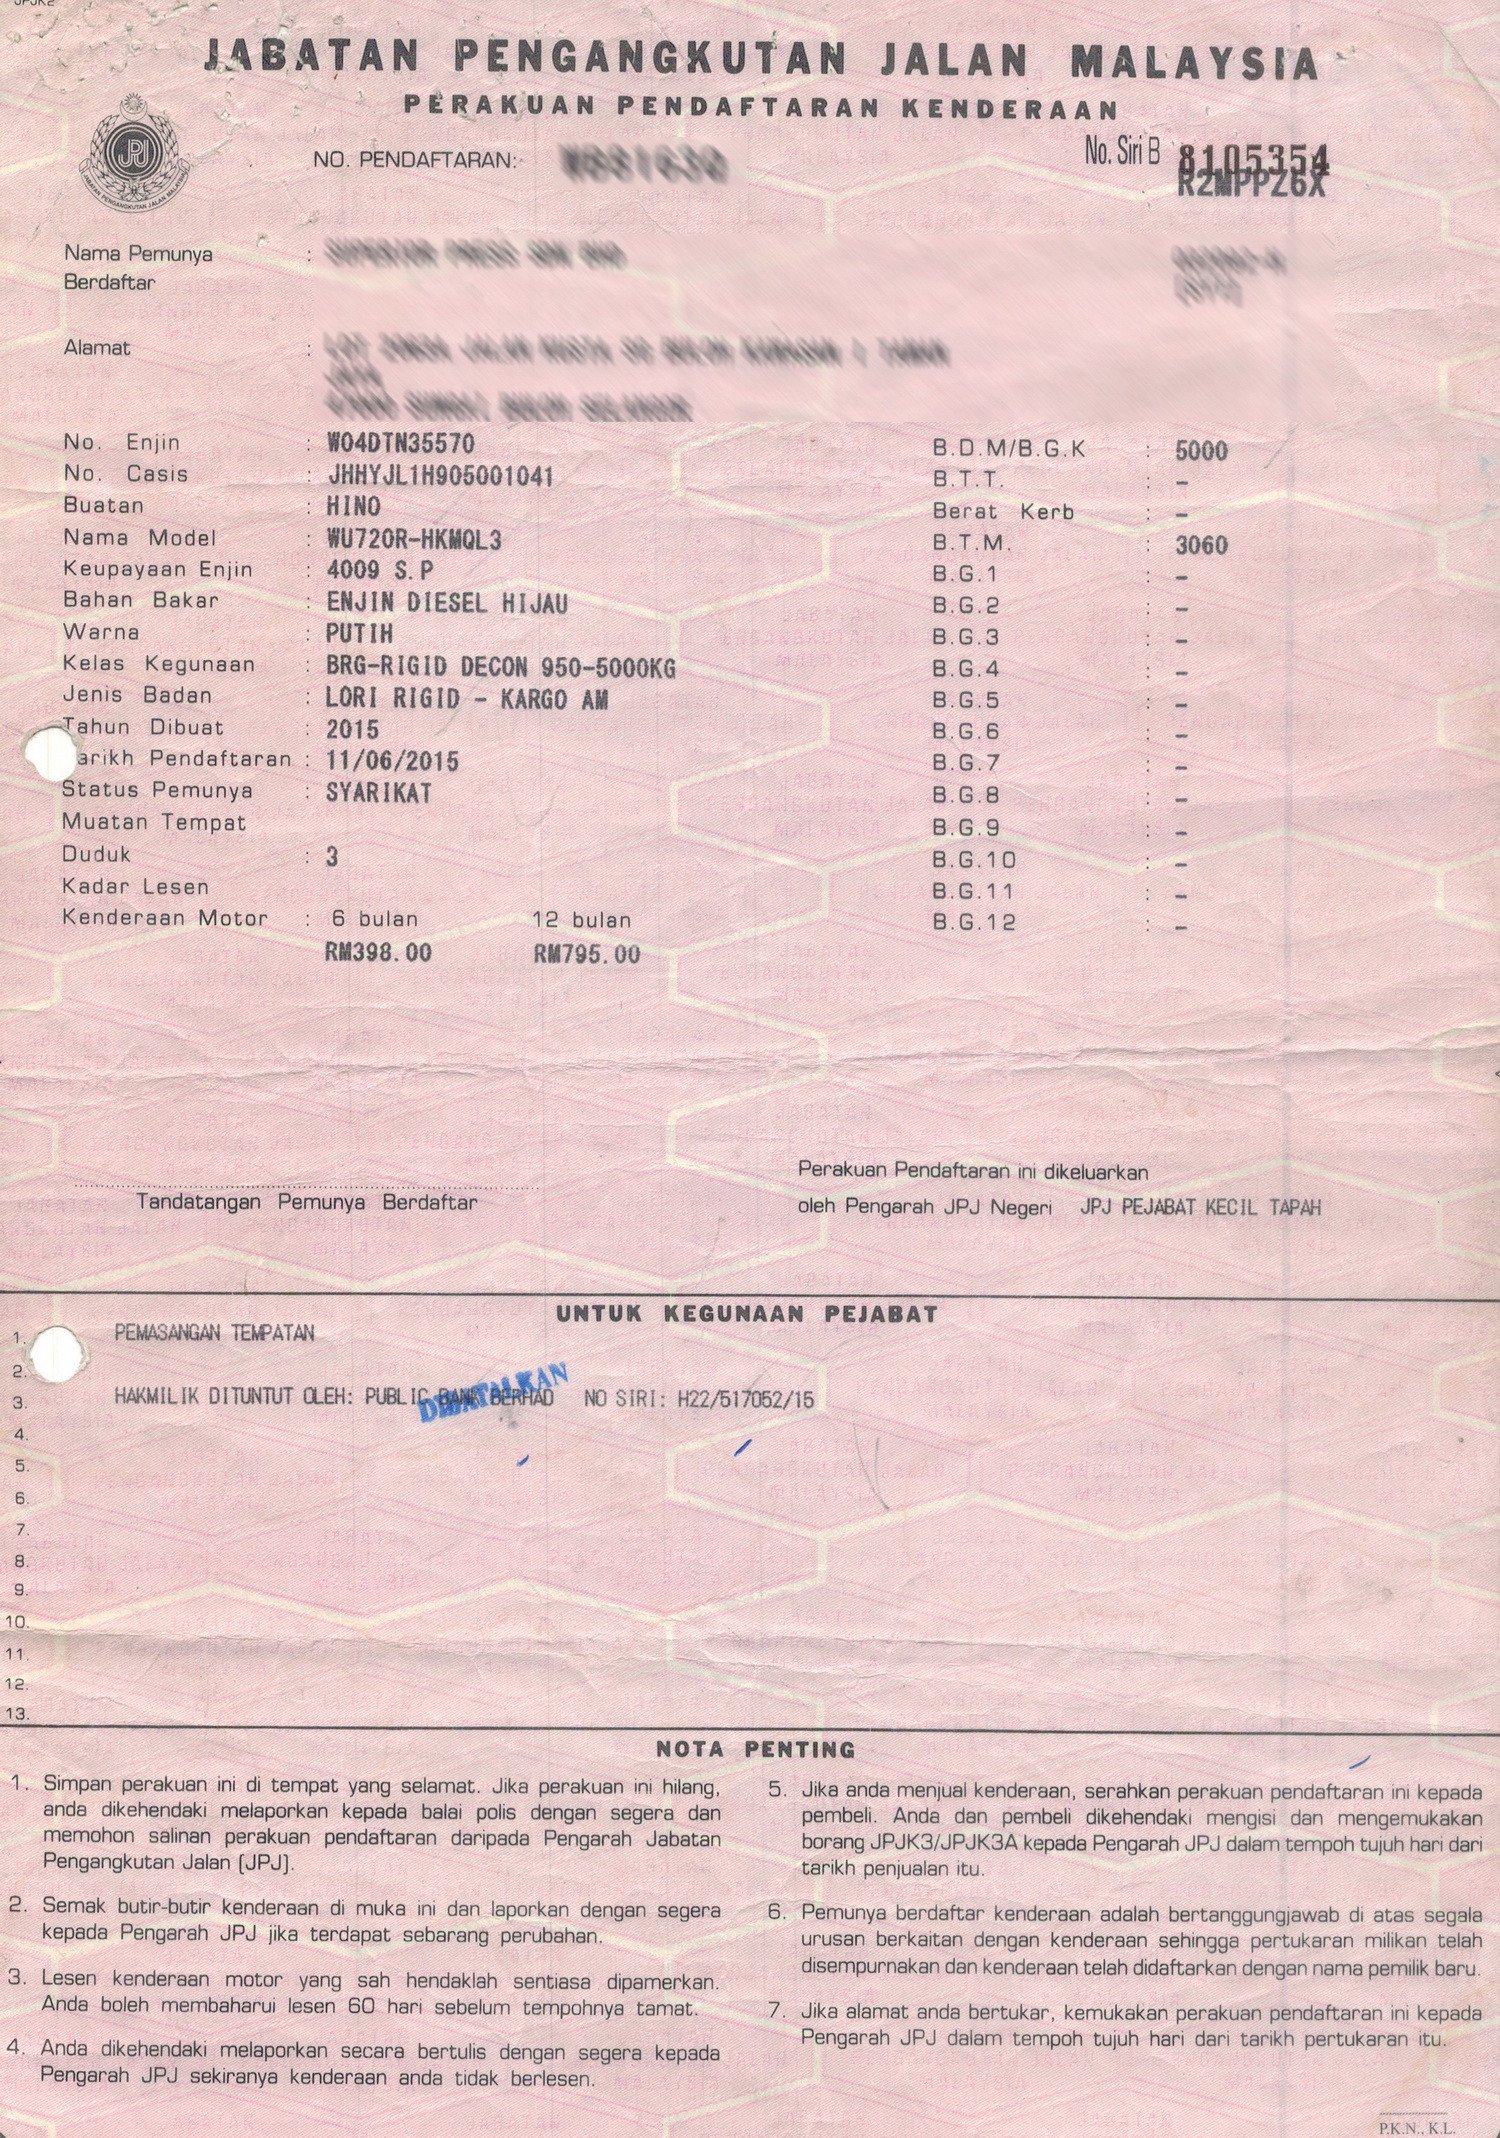 JPJK2
JABATAN PENGANGKUTAN JALAN MALAYSIA
PERAKUAN PENDAFTARAN KENDERAAN
JPJ
JABATAN PENGANGKUTAN JALAN MALAYSIA
NO. PENDAFTARAN:
No. Siri B 8105354
R2MPPZ6X
Nama Pemunya :
Berdaftar
Alamat :
No. Enjin : W04DTN35570
B.D.M/B.G.K : 5000
No. Casis : JHHYJL1H905001041
B.T.T. : -
Buatan : HINO
Berat Kerb : -
Nama Model : WU720R-HKMQL3
B.T.M. : 3060
Keupayaan Enjin : 4009 S.P
B.G.1 : -
Bahan Bakar : ENJIN DIESEL HIJAU
B.G.2 : -
Warna : PUTIH
B.G.3 : -
Kelas Kegunaan : BRG-RIGID DECON 950-5000KG
B.G.4 : -
Jenis Badan : LORI RIGID - KARGO AM
B.G.5 : -
Tahun Dibuat : 2015
B.G.6 : -
arikh Pendaftaran : 11/06/2015
B.G.7 : -
Status Pemunya : SYARIKAT
B.G.8 : -
Muatan Tempat
B.G.9 : -
Duduk : 3
B.G.10 : -
Kadar Lesen
B.G.11 : -
Kenderaan Motor : 6 bulan 12 bulan
B.G.12 : -
RM398.00 RM795.00
Perakuan Pendaftaran ini dikeluarkan
Tandatangan Pemunya Berdaftar
oleh Pengarah JPJ Negeri JPJ PEJABAT KECIL TAPAH
UNTUK KEGUNAAN PEJABAT
1. PEMASANGAN TEMPATAN
2.
DIBATALKAN
3. HAKMILIK DITUNTUT OLEH: PUBLIC BANK BERHAD NO SIRI: H22/517052/15
4.
5.
6.
7.
8.
9.
10.
11.
12.
13.
NOTA PENTING
1. Simpan perakuan ini di tempat yang selamat. Jika perakuan ini hilang,
anda dikehendaki melaporkan kepada balai polis dengan segera dan
memohon salinan perakuan pendaftaran daripada Pengarah Jabatan
Pengangkutan Jalan (JPJ).
2. Semak butir-butir kenderaan di muka ini dan laporkan dengan segera
kepada Pengarah JPJ jika terdapat sebarang perubahan.
3. Lesen kenderaan motor yang sah hendaklah sentiasa dipamerkan.
Anda boleh membaharui lesen 60 hari sebelum tempohnya tamat.
4. Anda dikehendaki melaporkan secara bertulis dengan segera kepada
Pengarah JPJ sekiranya kenderaan anda tidak berlesen.
5. Jika anda menjual kenderaan, serahkan perakuan pendaftaran ini kepada
pembeli. Anda dan pembeli dikehendaki mengisi dan mengemukakan
borang JPJK3/JPJK3A kepada Pengarah JPJ dalam tempoh tujuh hari dari
tarikh penjualan itu.
6. Pemunya berdaftar kenderaan adalah bertanggungjawab di atas segala
urusan berkaitan dengan kenderaan sehingga pertukaran milikan telah
disempurnakan dan kenderaan telah didaftarkan dengan nama pemilik baru.
7. Jika alamat anda bertukar, kemukakan perakuan pendaftaran ini kepada
Pengarah JPJ dalam tempoh tujuh hari dari tarikh pertukaran itu.
P.K.N., K.L.